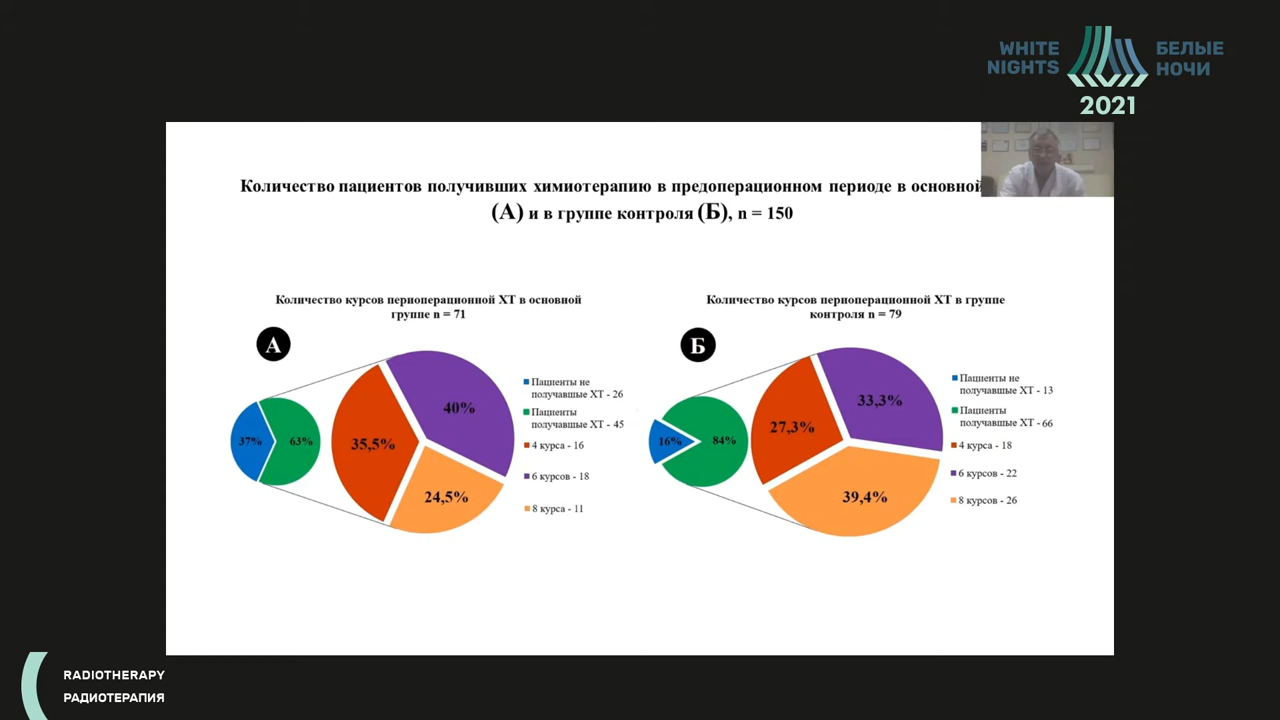 WHITE
NIGHTS
БЕЛЫЕ
НОЧИ
2021
Количество пациентов получивших химиотерапию в предоперационном периоде в основной
(А) и в группе контроля (Б), n = 150
Количество курсов периоперационной ХТ в основной
группе n = 71
А
37%
63%
35,5%
40%
24,5%
Пациенты не
получавшие ХТ - 26
Пациенты
получавшие ХТ - 45
4 курса - 16
6 курсов - 18
8 курса - 11
Количество курсов периоперационной ХТ в группе
контроля n = 79
Б
16%
84%
27,3%
33,3%
39,4%
Пациенты не
получавшие ХТ - 13
Пациенты
получавшие ХТ - 66
4 курса - 18
6 курсов - 22
8 курсов - 26
RADIOTHERAPY
РАДИОТЕРАПИЯ